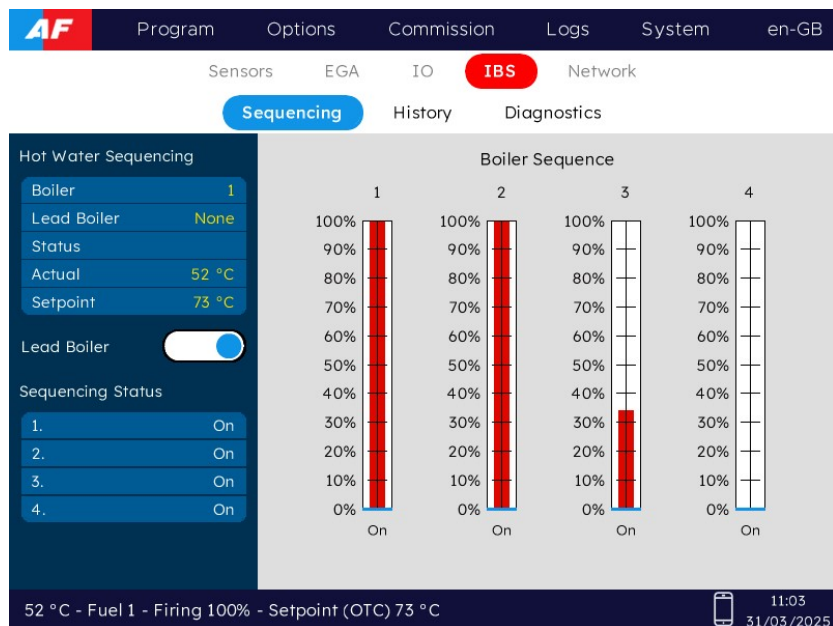 AF Program Options Commission Logs System en-GB
Sensors EGA IO IBS Network
Sequencing History Diagnostics
Hot Water Sequencing
Boiler 1
Lead Boiler None
Status
Actual 52 °C
Setpoint 73 °C
Lead Boiler
Sequencing Status
1. On
2. On
3. On
4. On
Boiler Sequence
1 2 3 4
100% 100% 100% 100%
90% 90% 90% 90%
80% 80% 80% 80%
70% 70% 70% 70%
60% 60% 60% 60%
50% 50% 50% 50%
40% 40% 40% 40%
30% 30% 30% 30%
20% 20% 20% 20%
10% 10% 10% 10%
0% 0% 0% 0%
On On On On
52 °C - Fuel 1 - Firing 100% - Setpoint (OTC) 73 °C
11:03
31/03/2025